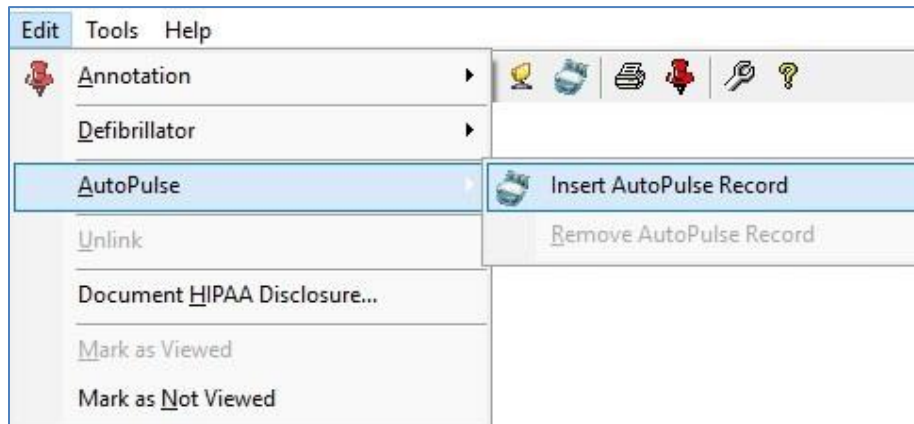 Edit Tools Help
Annotation
Defibrillator
AutoPulse
Insert AutoPulse Record
Unlink
Remove AutoPulse Record
Document HIPAA Disclosure...
Mark as Viewed
Mark as Not Viewed